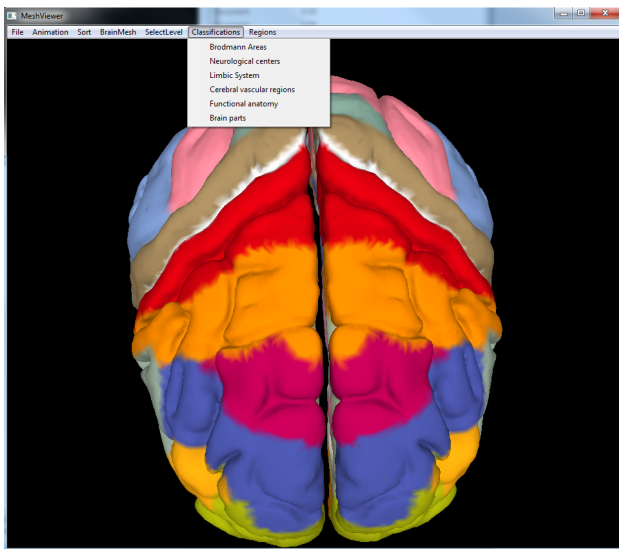 MeshViewer
File Animation Sort BrainMesh SelectLevel Classifications Regions
Brodmann Areas
Neurological centers
Limbic System
Cerebral vascular regions
Functional anatomy
Brain parts